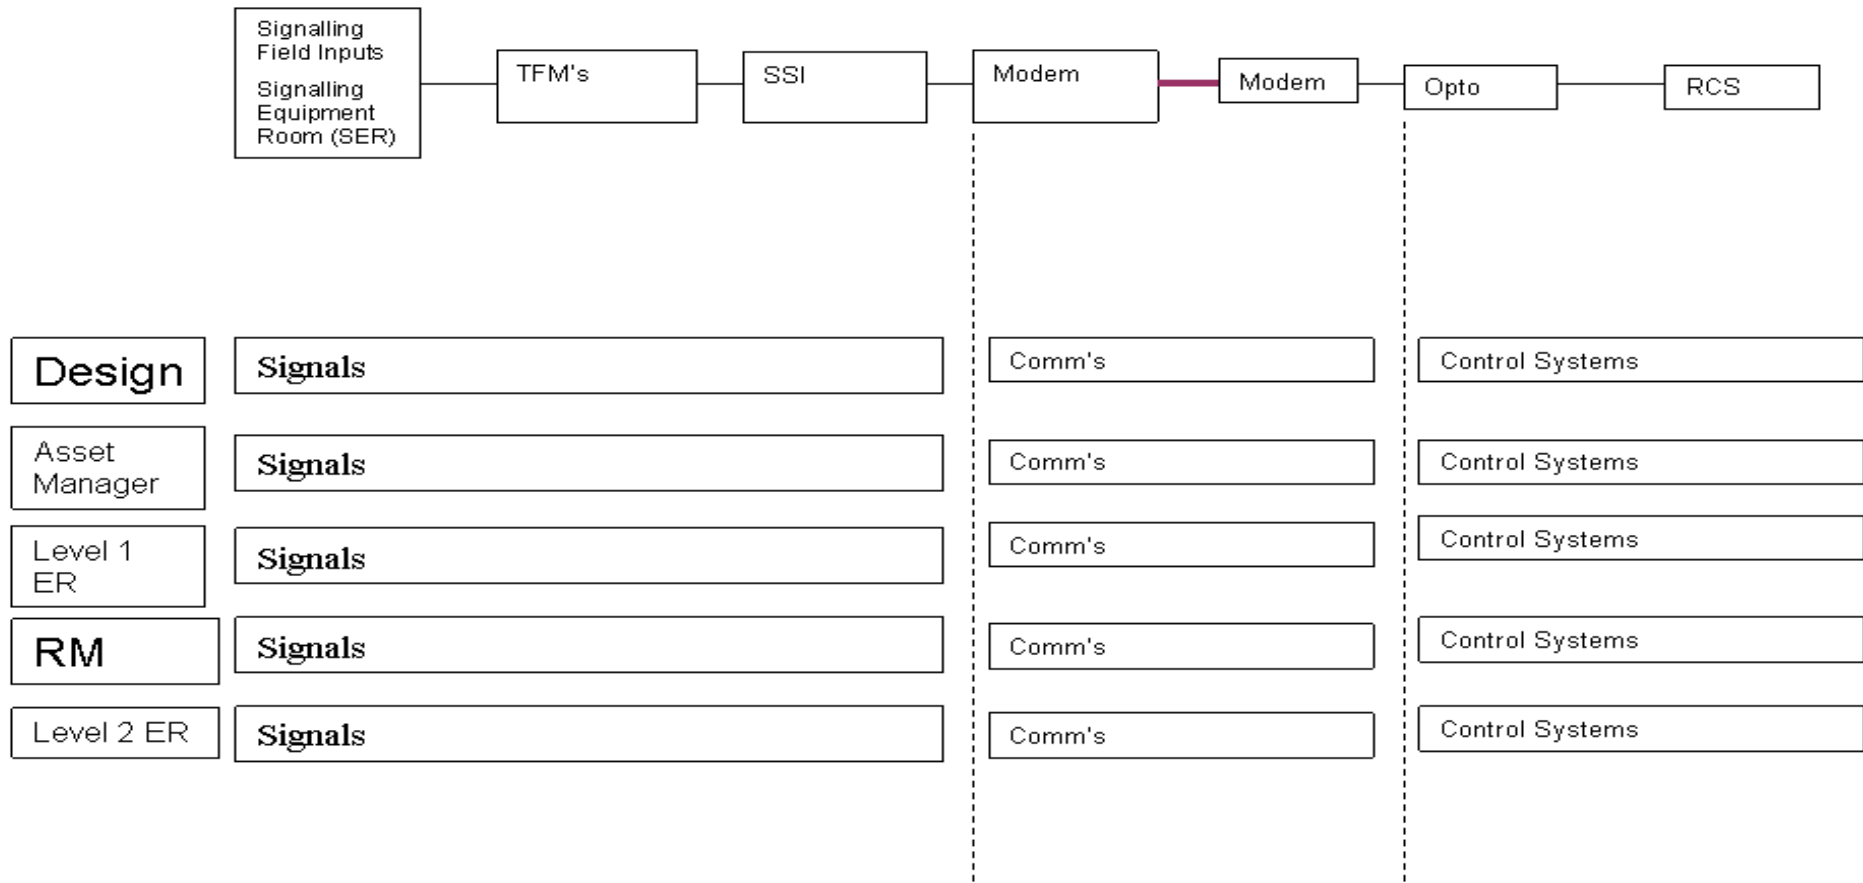 Signalling
Field Inputs
Signalling
Equipment
Room (SER)
TFM's
SSI
Modem
Modem
Opto
RCS
Design
Signals
Comm's
Control Systems
Asset
Manager
Signals
Comm's
Control Systems
Level 1
ER
Signals
Comm's
Control Systems
RM
Signals
Comm's
Control Systems
Level 2 ER
Signals
Comm's
Control Systems